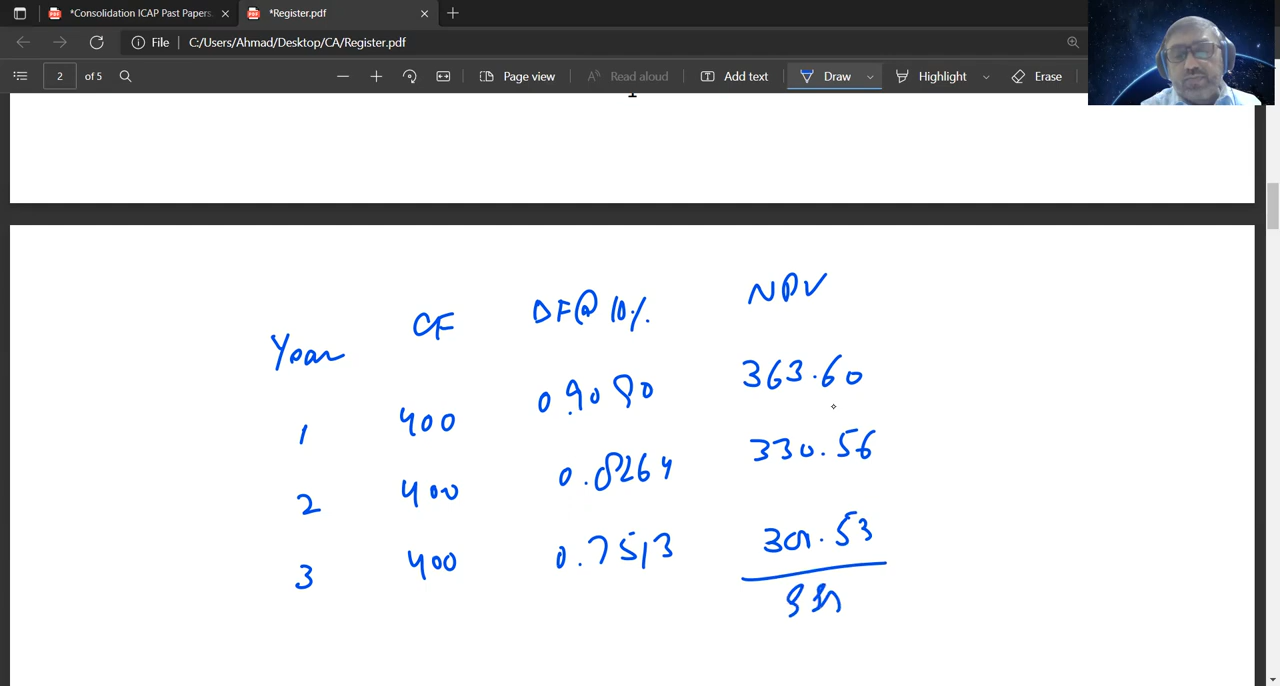 *Consolidation ICAP Past Papers.
*Register.pdf
File C:/Users/Ahmad/Desktop/CA/Register.pdf
2 of 5 Page view Read aloud Add text Draw Highlight Erase
Year CF DF@ 10% NPV
1 400 0.9090 363.60
2 400 0.8264 330.56
3 400 0.7513 301.53